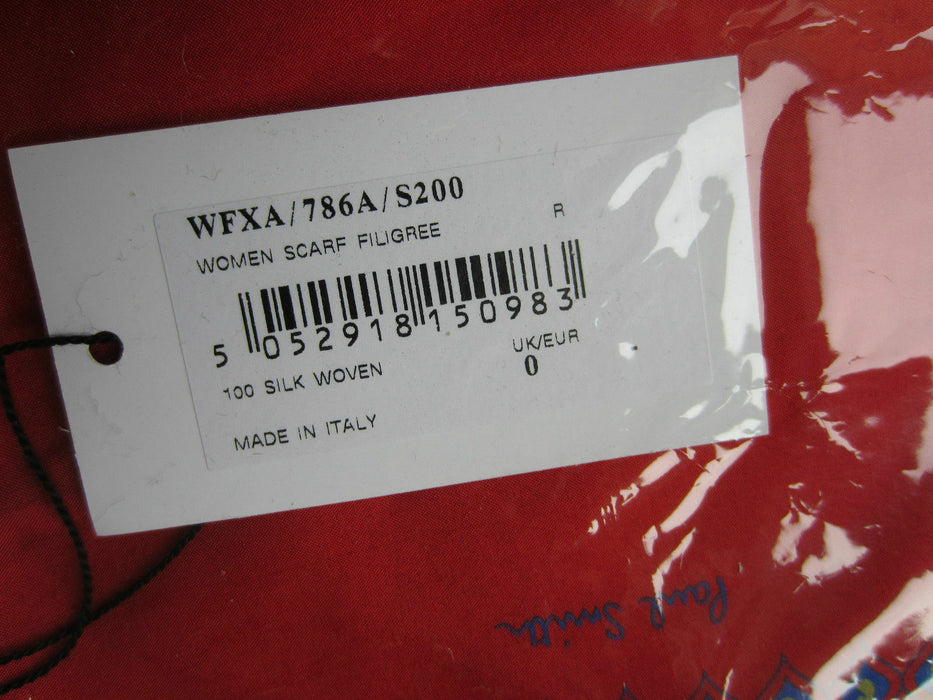 WFXA/786A/S200
R
WOMEN SCARF FILIGREE
5 052918 150983
100 SILK WOVEN
UK/EUR
0
MADE IN ITALY
Paul Smith